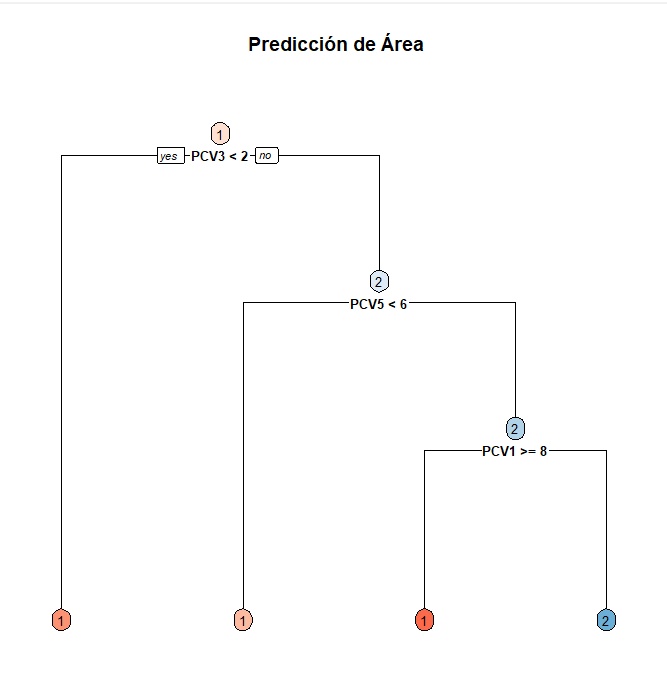 Predicción de Área
1
yes PCV3 < 2 no
2
PCV5 < 6
2
PCV1 >= 8
1 1 1 2